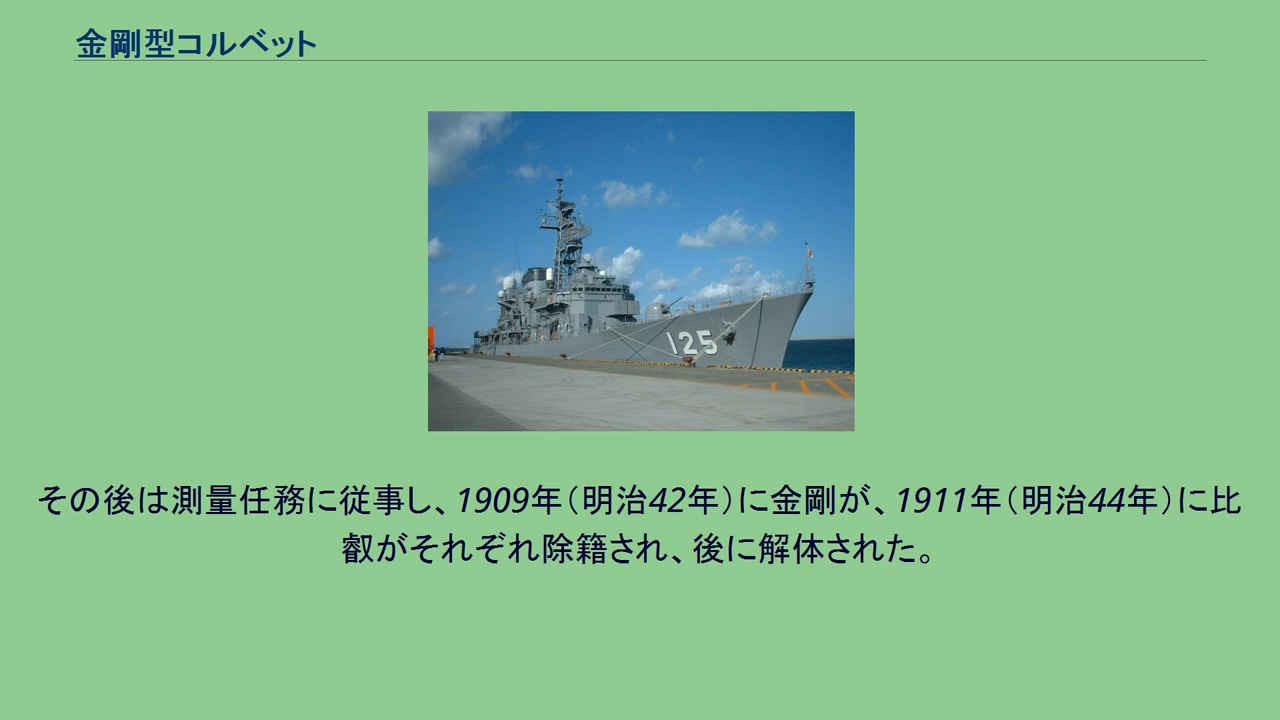 金剛型コルベット
125
その後は測量任務に従事し、1909年（明治42年）に金剛が、1911年（明治44年）に比
叡がそれぞれ除籍され、後に解体された。